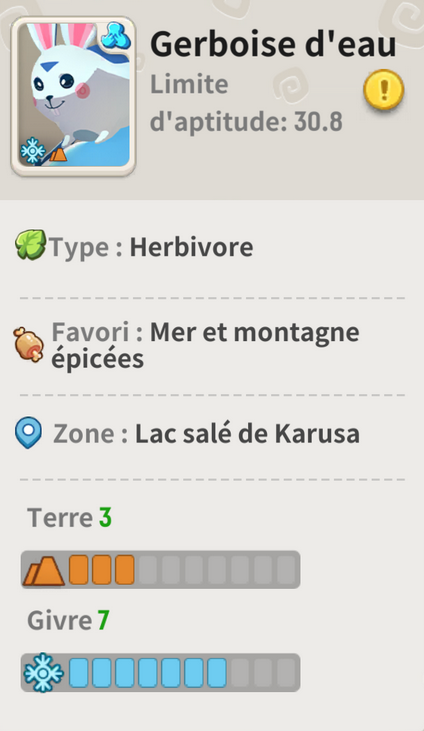 Gerboise d'eau
Limite
d'aptitude: 30.8
Type : Herbivore
Favori : Mer et montagne
épicées
Zone : Lac salé de Karusa
Terre 3
Givre 7